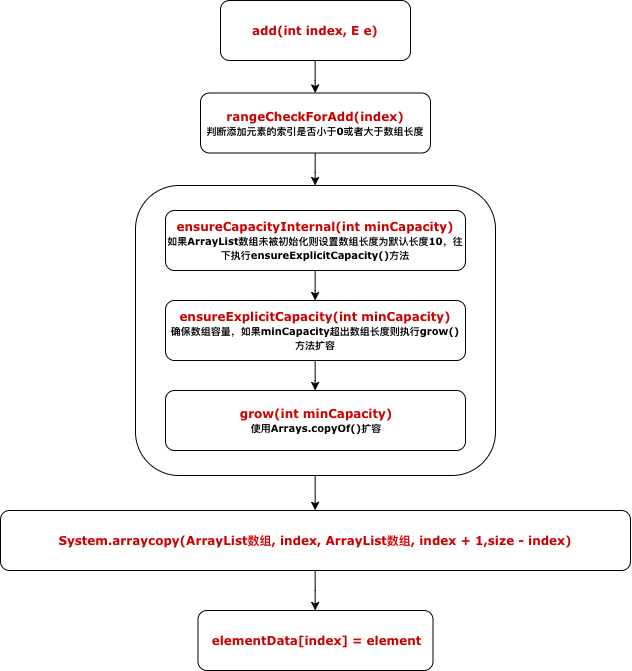 add(int index, E e)
rangeCheckForAdd(index)
判断添加元素的索引是否小于0或者大于数组长度
ensureCapacityInternal(int minCapacity)
如果ArrayList数组未被初始化则设置数组长度为默认长度10，往
下执行ensureExplicitCapacity()方法
ensureExplicitCapacity(int minCapacity)
确保数组容量，如果minCapacity超出数组长度则执行grow()
方法扩容
grow(int minCapacity)
使用Arrays.copyOf()扩容
System.arraycopy(ArrayList数组, index, ArrayList数组, index + 1,size - index)
elementData[index] = element